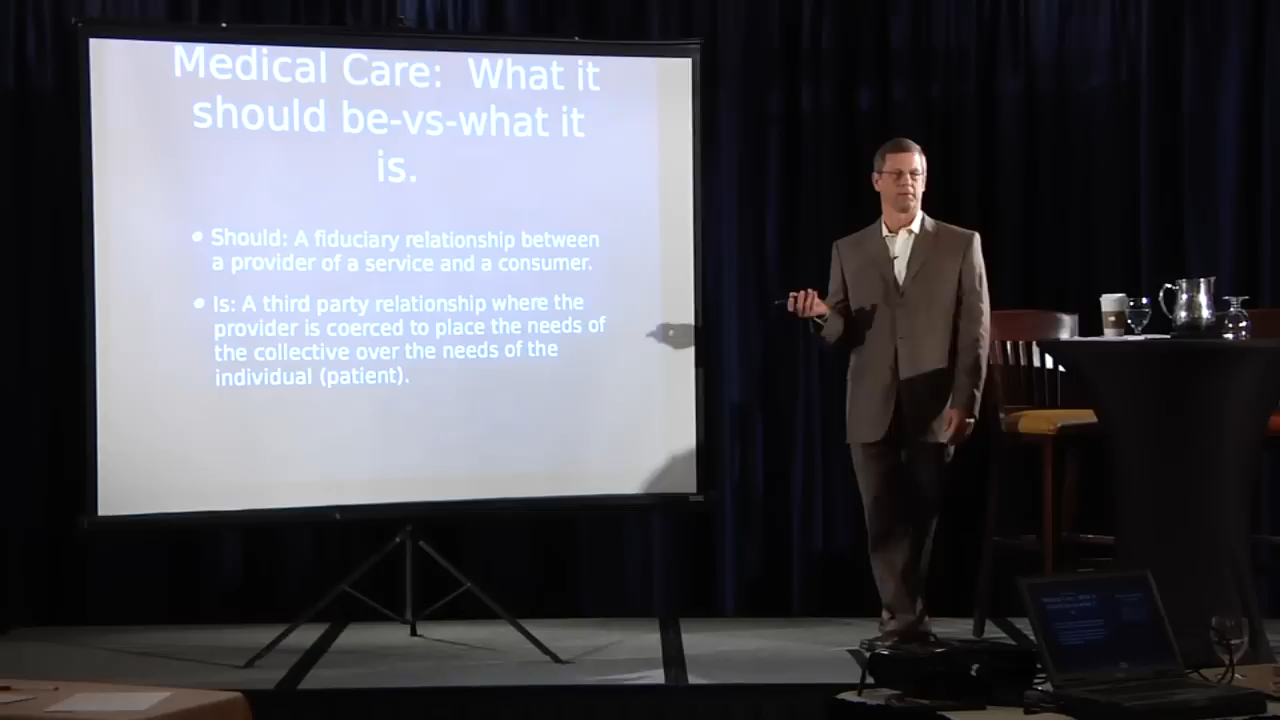 Medical Care: What it
should be-vs-what it
is.
• Should: A fiduciary relationship between
a provider of a service and a consumer.
• Is: A third party relationship where the
provider is coerced to place the needs of
the collective over the needs of the
individual (patient).